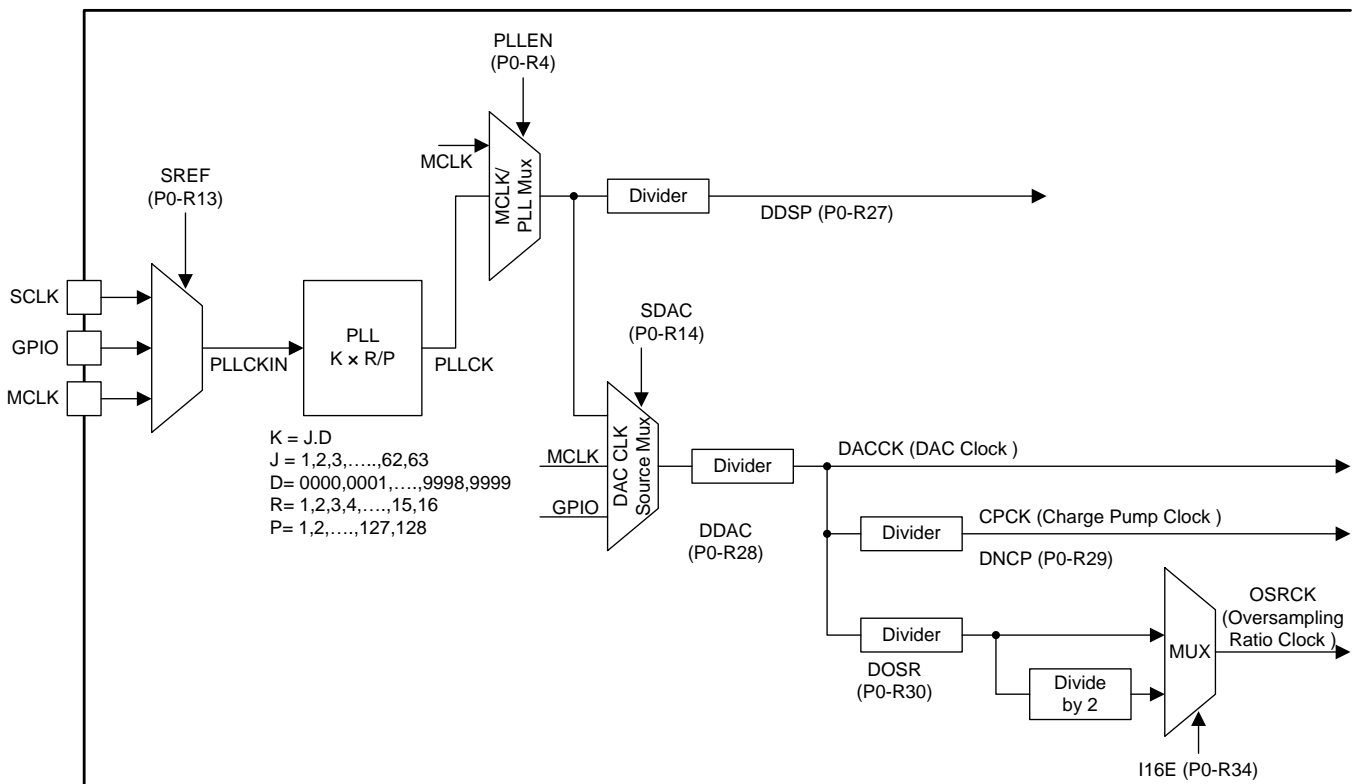 PLLEN
(P0-R4)
MCLK
MCLK/
PLL Mux
SREF
(P0-R13)
Divider
DDSP (P0-R27)
SCLK
GPIO
MCLK
PLLCKIN
PLL
K × R/P
PLLCK
SDAC
(P0-R14)
K = J.D
J = 1,2,3,…..,62,63
D= 0000,0001,….,9998,9999
R= 1,2,3,4,….,15,16
P= 1,2,….,127,128
MCLK
GPIO
DAC CLK
Source Mux
Divider
DDAC
(P0-R28)
DACCK (DAC Clock )
Divider
CPCK (Charge Pump Clock )
DNCP (P0-R29)
Divider
DOSR
(P0-R30)
Divide
by 2
MUX
OSRCK
(Oversampling
Ratio Clock )
I16E (P0-R34)